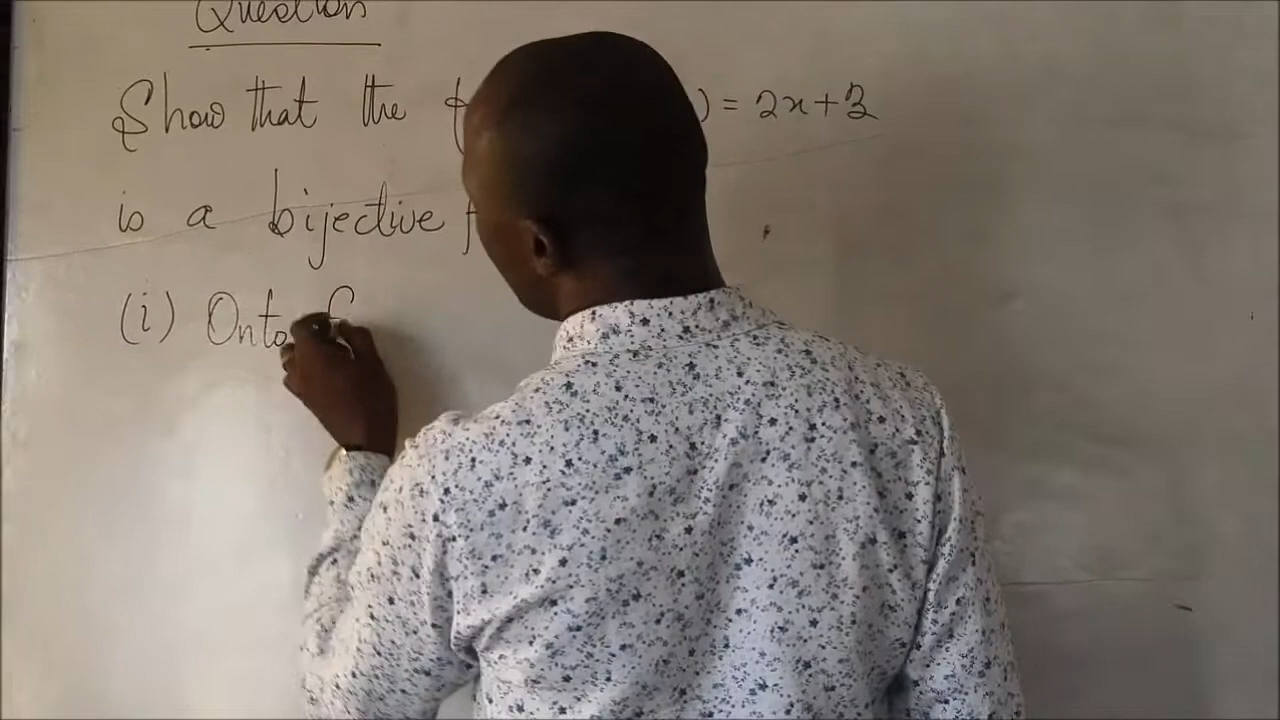 Question
Show that the f ) = 2x+3
is a bijective f
(i) Onto f